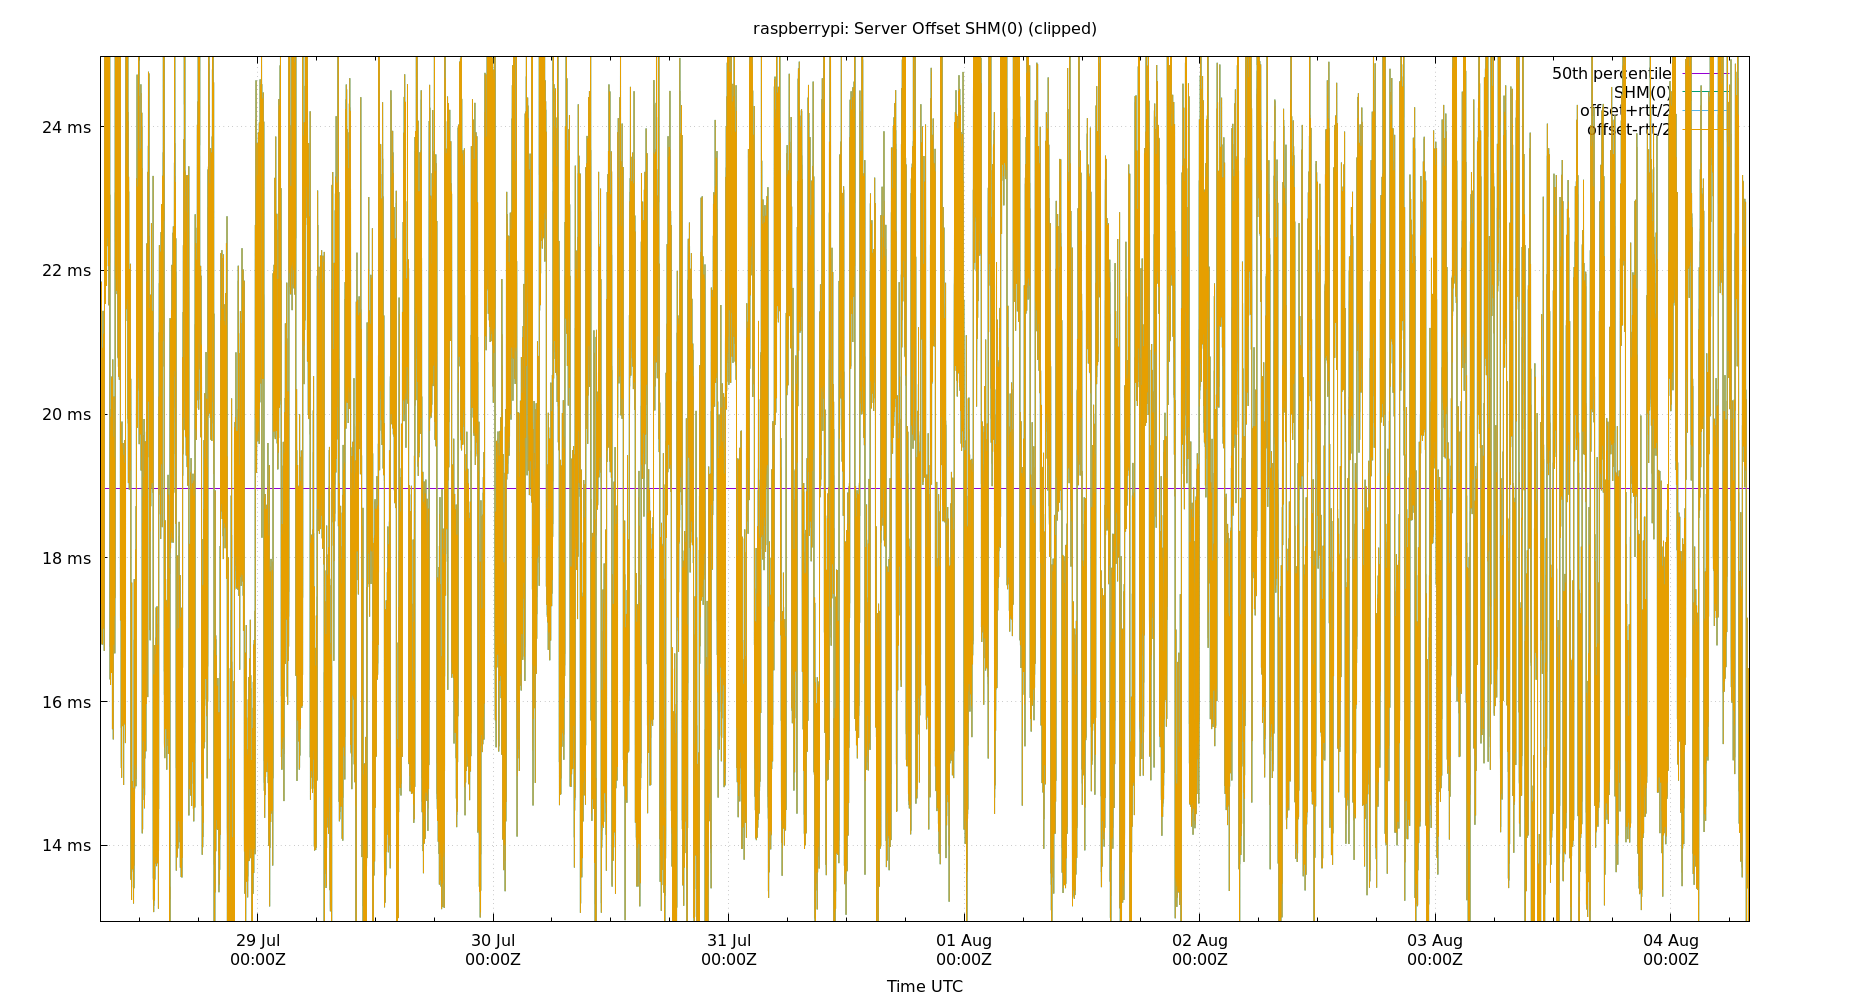 raspberrypi: Server Offset SHM(0) (clipped)
50th percentile
SHM(0)
offset+rtt/2
offset-rtt/2
24 ms
22 ms
20 ms
18 ms
16 ms
14 ms
29 Jul 30 Jul 31 Jul 01 Aug 02 Aug 03 Aug 04 Aug
00:00Z 00:00Z 00:00Z 00:00Z 00:00Z 00:00Z 00:00Z
Time UTC